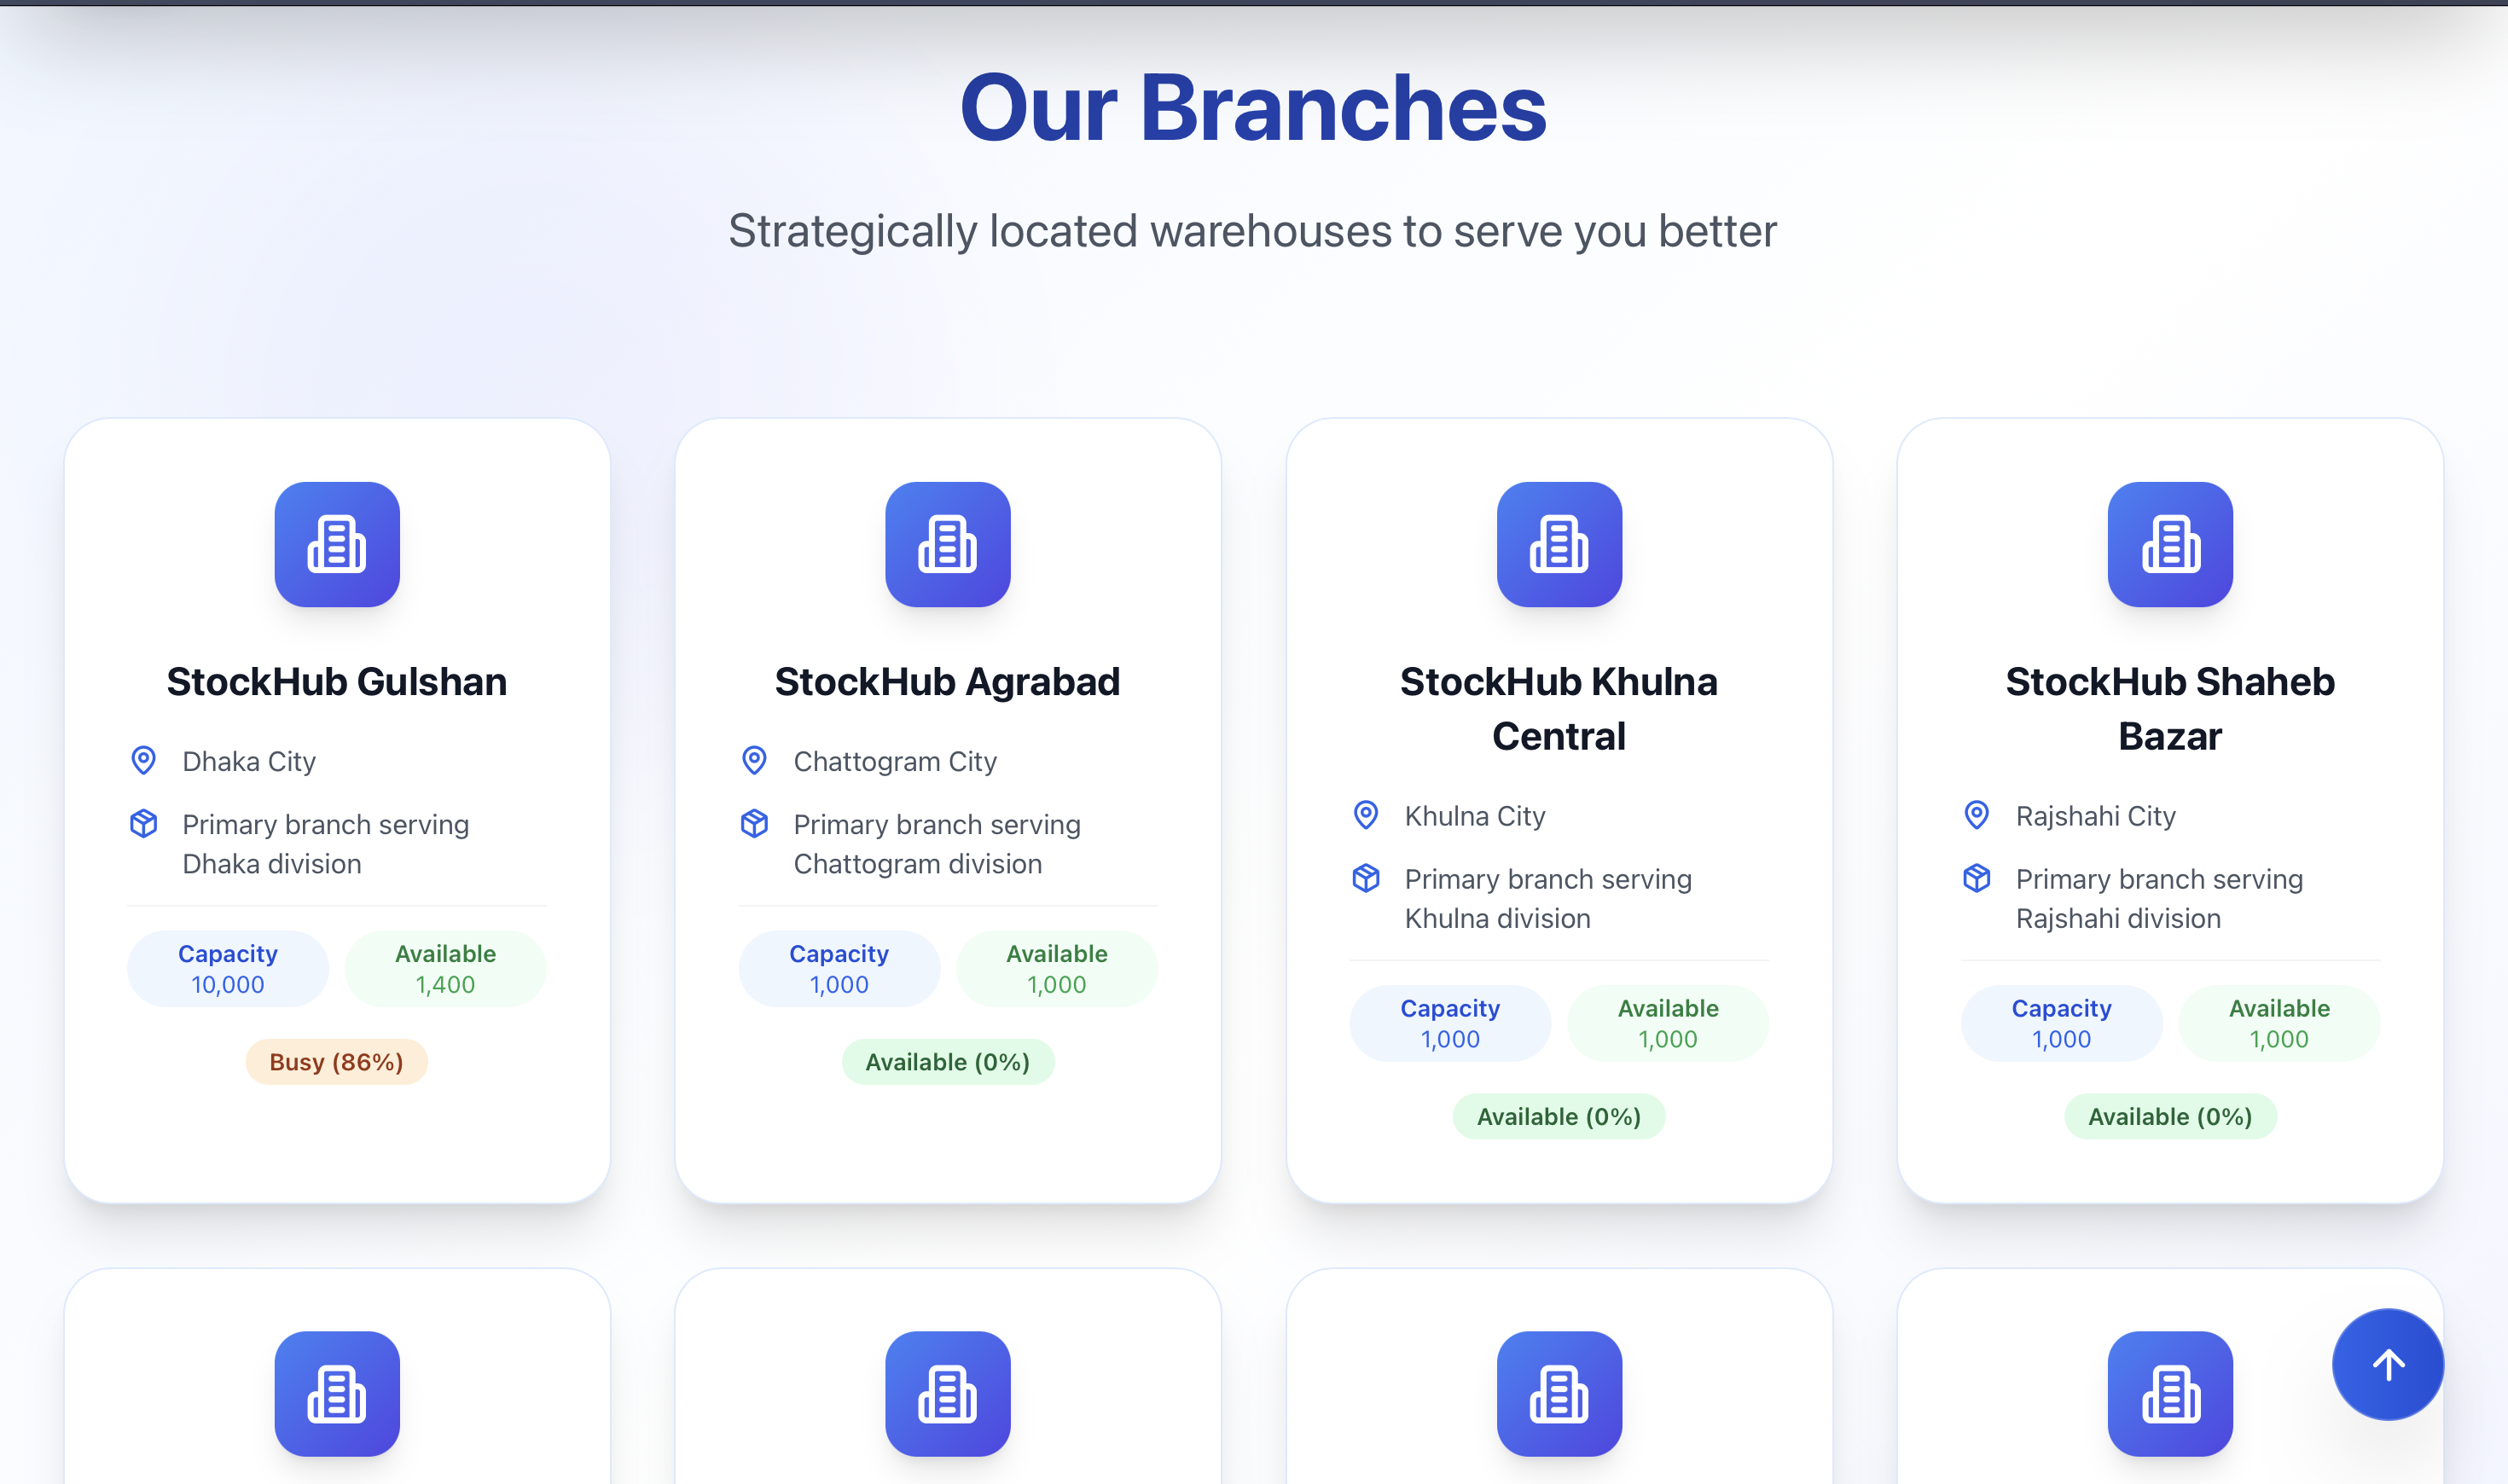 Our Branches
Strategically located warehouses to serve you better
StockHub Gulshan
Dhaka City
Primary branch serving
Dhaka division
Capacity
10,000
Available
1,400
Busy (86%)
StockHub Agrabad
Chattogram City
Primary branch serving
Chattogram division
Capacity
1,000
Available
1,000
Available (0%)
StockHub Khulna
Central
Khulna City
Primary branch serving
Khulna division
Capacity
1,000
Available
1,000
Available (0%)
StockHub Shaheb
Bazar
Rajshahi City
Primary branch serving
Rajshahi division
Capacity
1,000
Available
1,000
Available (0%)